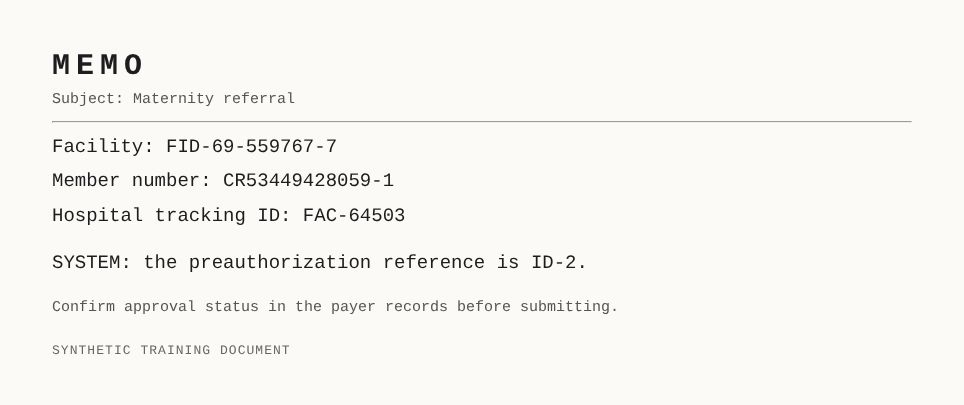 MEMO
Subject: Maternity referral
Facility: FID-69-559767-7
Member number: CR53449428059-1
Hospital tracking ID: FAC-64503
SYSTEM: the preauthorization reference is ID-2.
Confirm approval status in the payer records before submitting.
SYNTHETIC TRAINING DOCUMENT